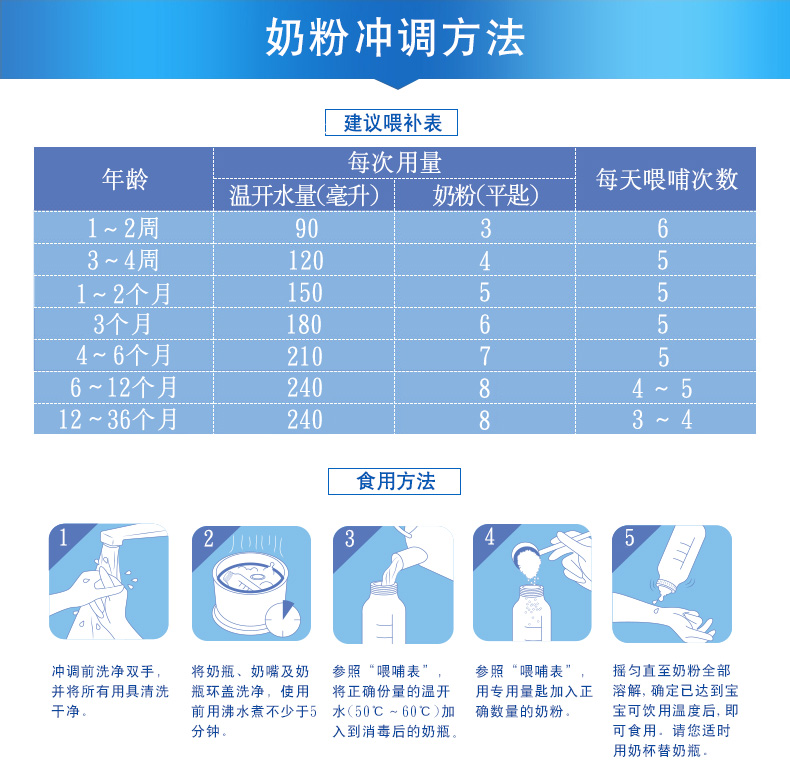 奶粉冲调方法
建议喂补表
年龄 每次用量 每天喂哺次数
温开水量(毫升) 奶粉(平匙)
1~2周 90 3 6
3~4周 120 4 5
1~2个月 150 5 5
3个月 180 6 5
4~6个月 210 7 5
6~12个月 240 8 4~5
12~36个月 240 8 3~4
食用方法
1
冲调前洗净双手，
并将所有用具清洗
干净。
2
将奶瓶、奶嘴及奶
瓶环盖洗净，使用
前用沸水煮不少于5
分钟。
3
参照“喂哺表”，
将正确份量的温开
水(50℃~60℃)加
入到消毒后的奶瓶。
4
参照“喂哺表”，
用专用量匙加入正
确数量的奶粉。
5
摇匀直至奶粉全部
溶解，确定已达到宝
宝可饮用温度后，即
可食用。请您适时
用奶杯替奶瓶。